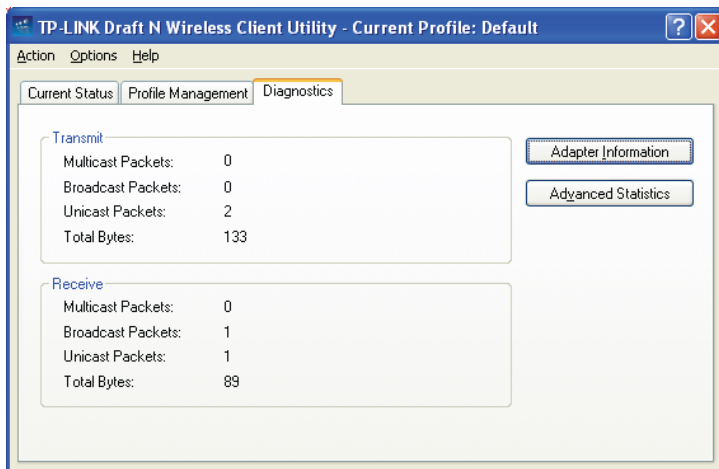 TP-LINK Draft N Wireless Client Utility - Current Profile: Default
Action Options Help
Current Status Profile Management Diagnostics
Transmit
Multicast Packets: 0
Broadcast Packets: 0
Unicast Packets: 2
Total Bytes: 133
Adapter Information
Advanced Statistics
Receive
Multicast Packets: 0
Broadcast Packets: 1
Unicast Packets: 1
Total Bytes: 89